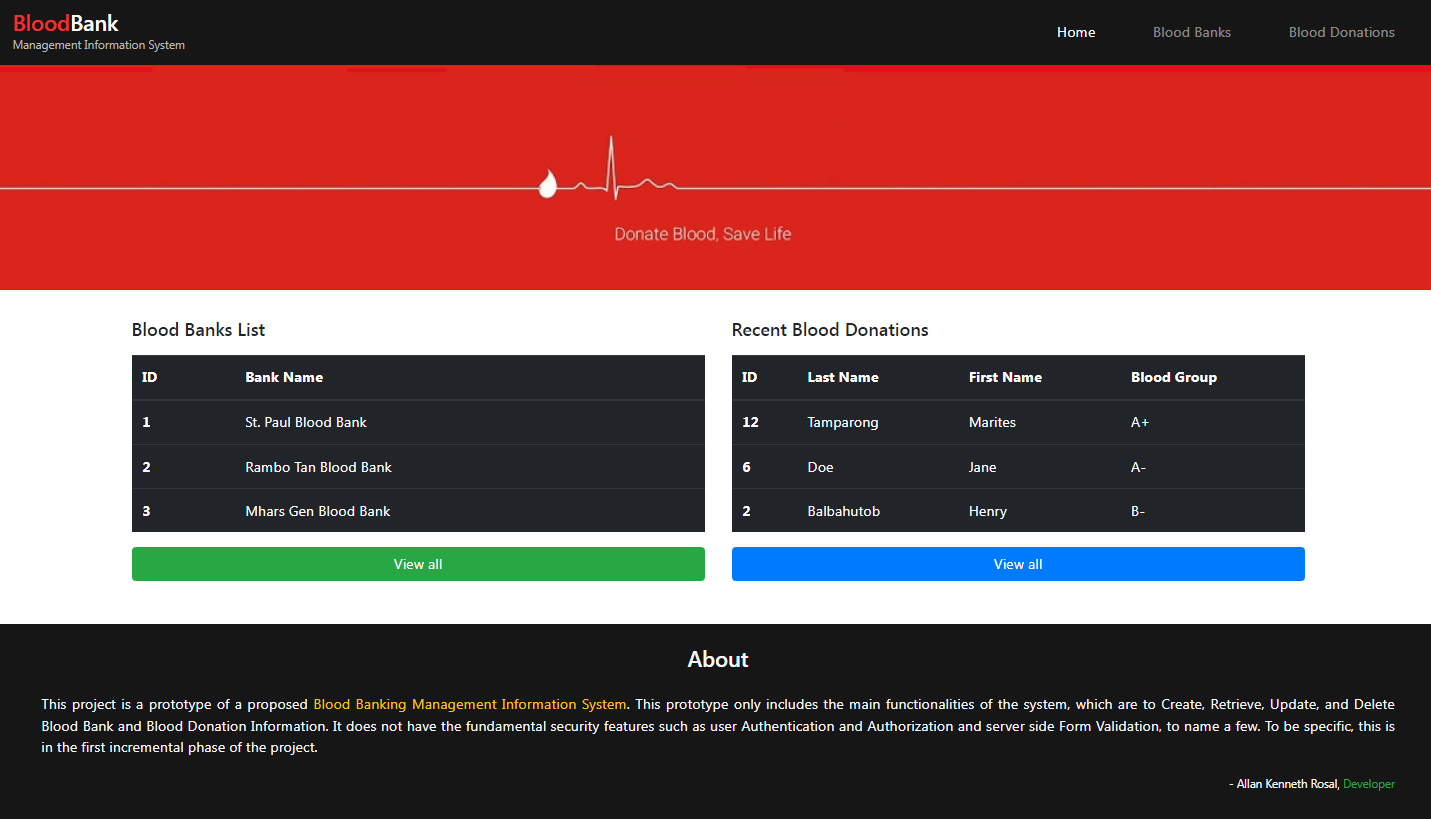 BloodBank
Management Information System
Home Blood Banks Blood Donations
Donate Blood, Save Life
Blood Banks List
ID Bank Name
1 St. Paul Blood Bank
2 Rambo Tan Blood Bank
3 Mhars Gen Blood Bank
View all
Recent Blood Donations
ID Last Name First Name Blood Group
12 Tamparong Marites A+
6 Doe Jane A-
2 Balbahutob Henry B-
View all
About
This project is a prototype of a proposed Blood Banking Management Information System. This prototype only includes the main functionalities of the system, which are to Create, Retrieve, Update, and Delete
Blood Bank and Blood Donation Information. It does not have the fundamental security features such as user Authentication and Authorization and server side Form Validation, to name a few. To be specific, this is
in the first incremental phase of the project.
- Allan Kenneth Rosal, Developer